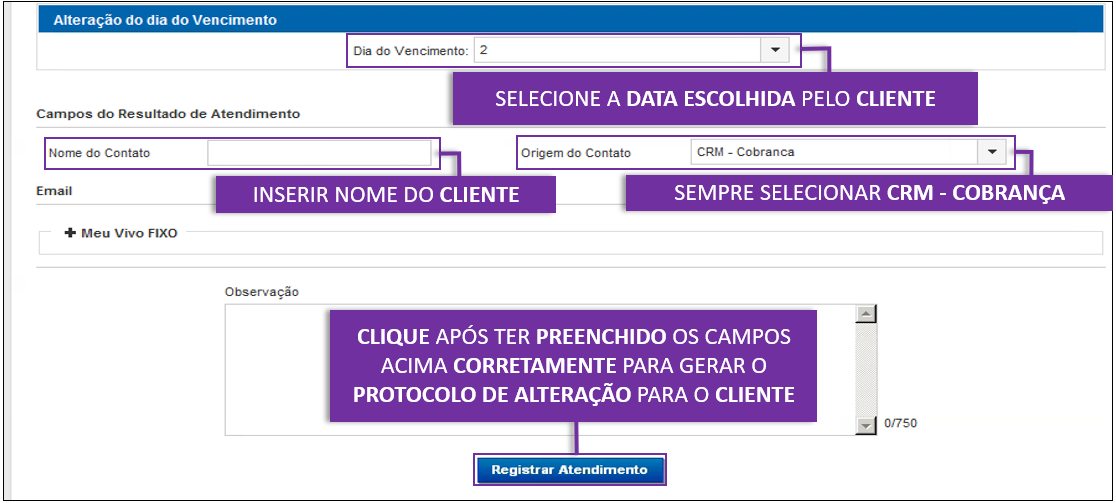 Alteração do dia do Vencimento
Dia do Vencimento: 2
SELECIONE A DATA ESCOLHIDA PELO CLIENTE
Campos do Resultado de Atendimento
Nome do Contato
Origem do Contato CRM - Cobranca
INSERIR NOME DO CLIENTE
SEMPRE SELECIONAR CRM - COBRANÇA
Email
+ Meu Vivo FIXO
Observação
CLIQUE APÓS TER PREENCHIDO OS CAMPOS
ACIMA CORRETAMENTE PARA GERAR O
PROTOCOLO DE ALTERAÇÃO PARA O CLIENTE
0/750
Registrar Atendimento